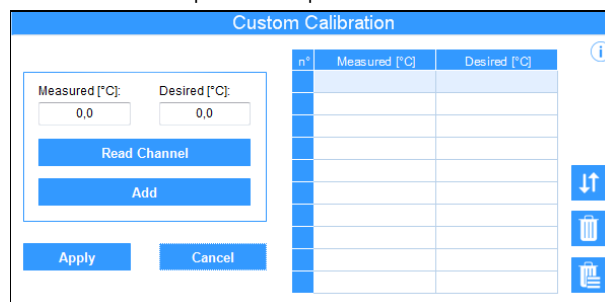 Custom Calibration
Measured [°C]: Desired [°C]:
0,0 0,0
Read Channel
Add
Apply Cancel
n° Measured [°C] Desired [°C]
i